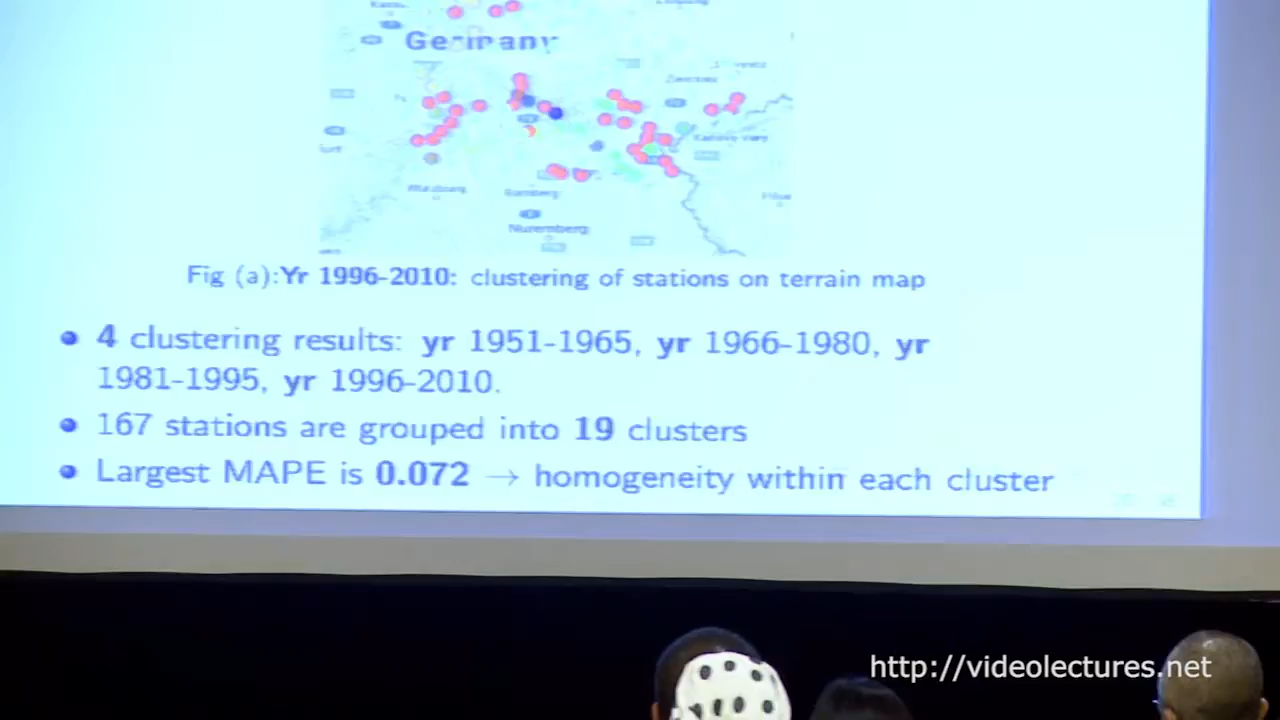 Germany
Nuremberg
Fig (a):Yr 1996-2010: clustering of stations on terrain map
4 clustering results: yr 1951-1965, yr 1966-1980, yr
1981-1995, yr 1996-2010.
167 stations are grouped into 19 clusters
Largest MAPE is 0.072 → homogeneity within each cluster
http://videolectures.net